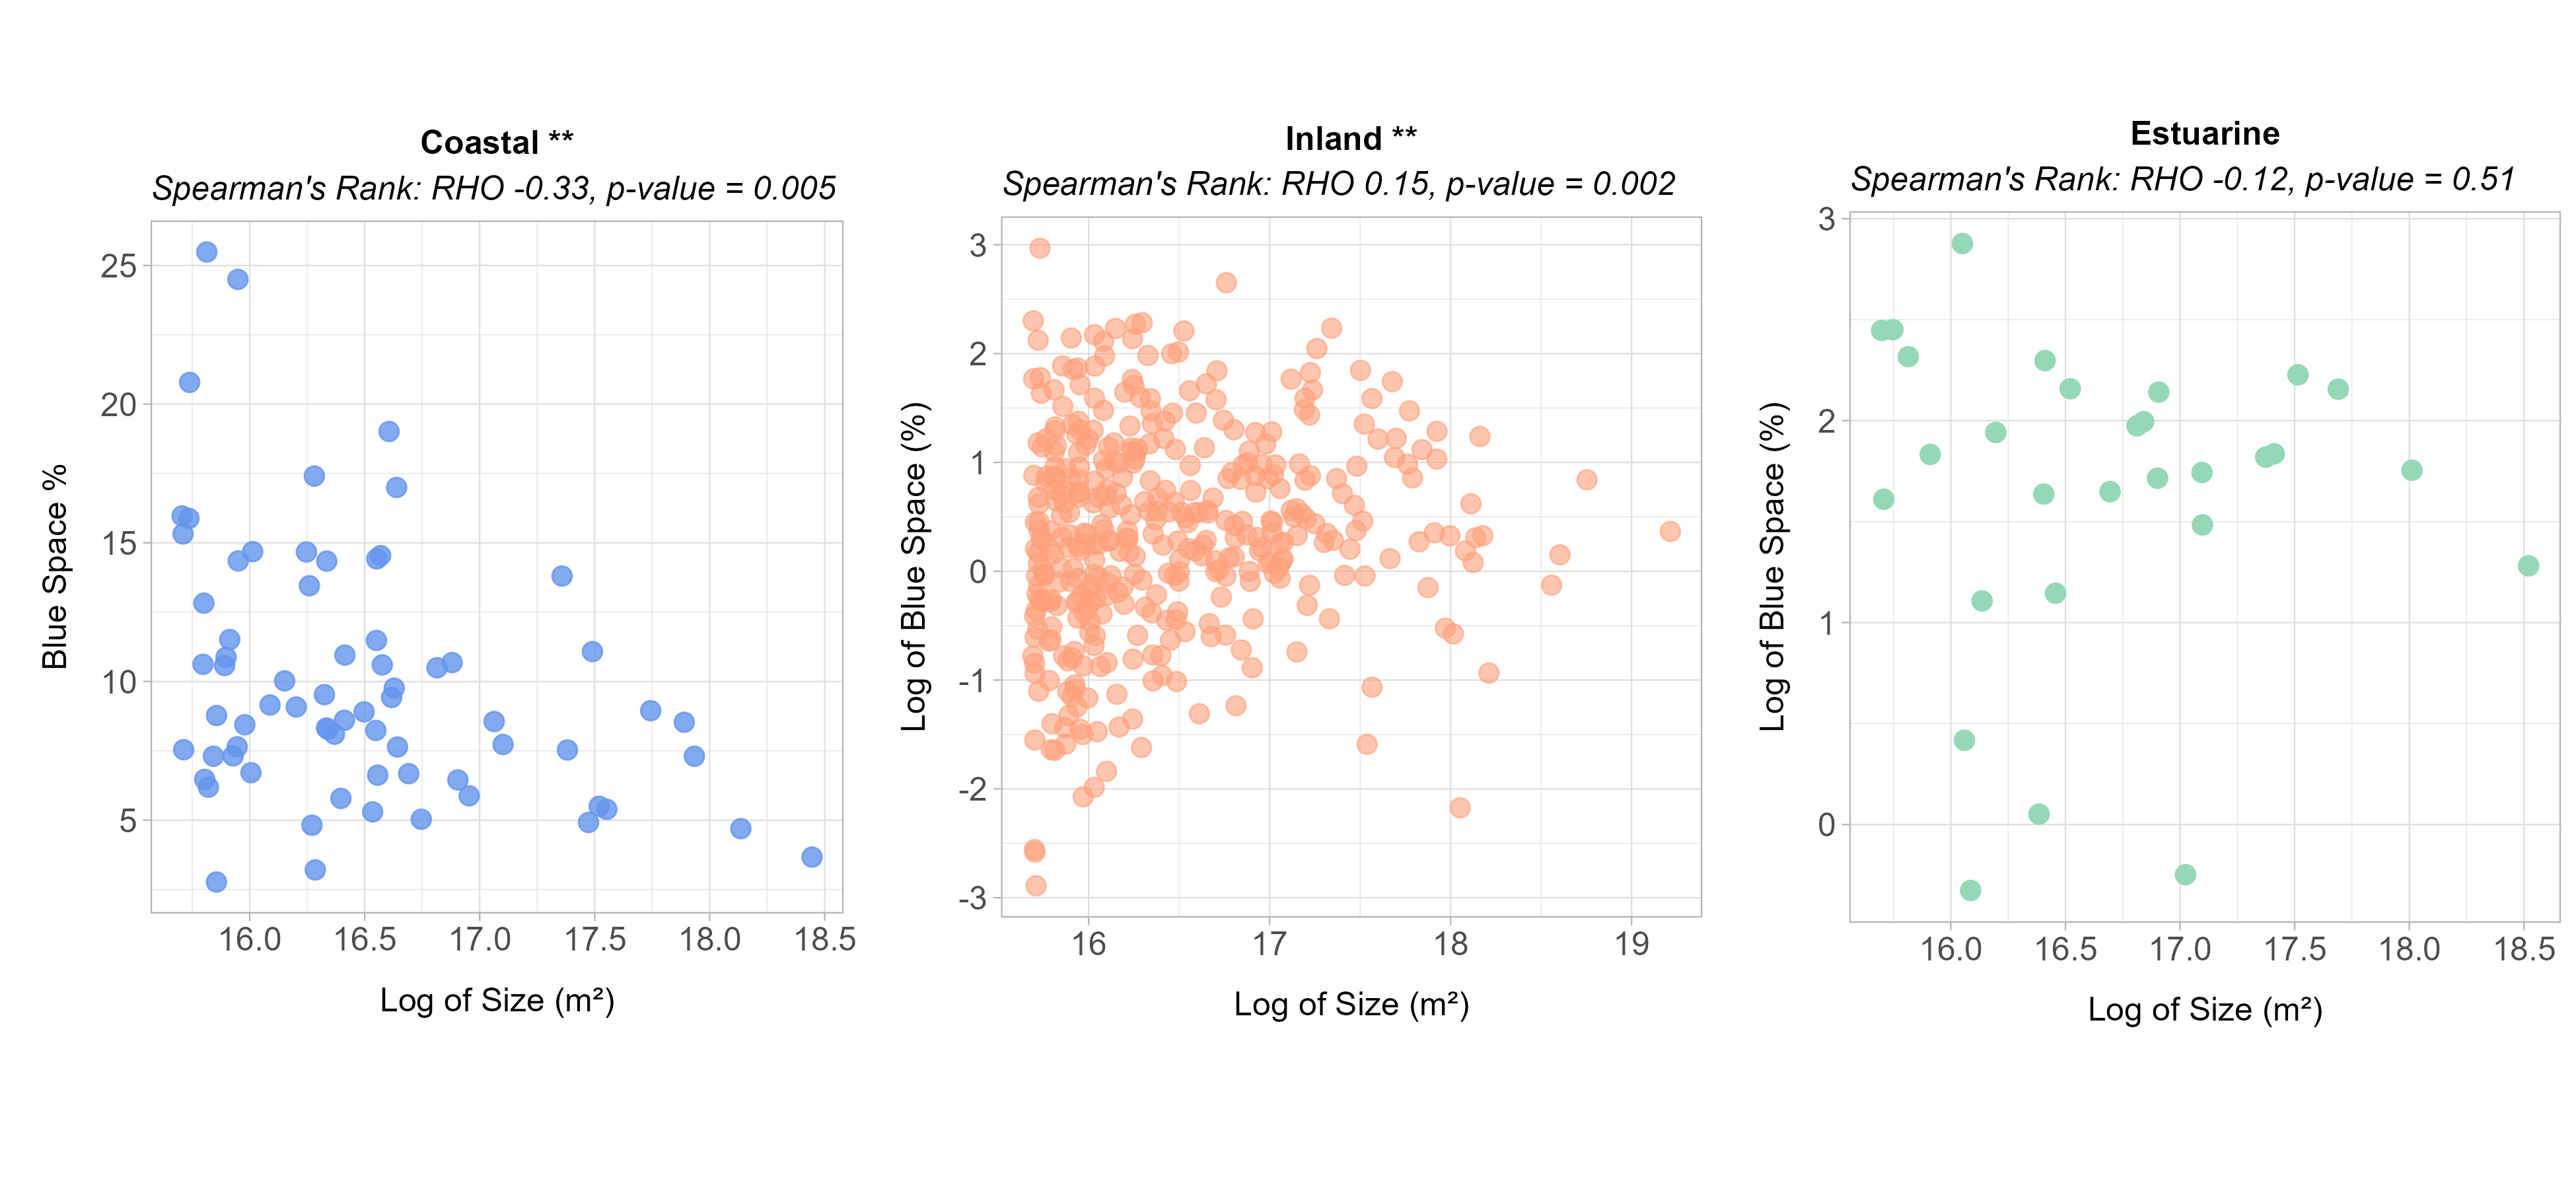 Coastal **
Spearman's Rank: RHO -0.33, p-value = 0.005
Blue Space %
25
20
15
10
5
16.0 16.5 17.0 17.5 18.0 18.5
Log of Size (m²)
Inland **
Spearman's Rank: RHO 0.15, p-value = 0.002
Log of Blue Space (%)
3
2
1
0
-1
-2
-3
16 17 18 19
Log of Size (m²)
Estuarine
Spearman's Rank: RHO -0.12, p-value = 0.51
Log of Blue Space (%)
3
2
1
0
16.0 16.5 17.0 17.5 18.0 18.5
Log of Size (m²)